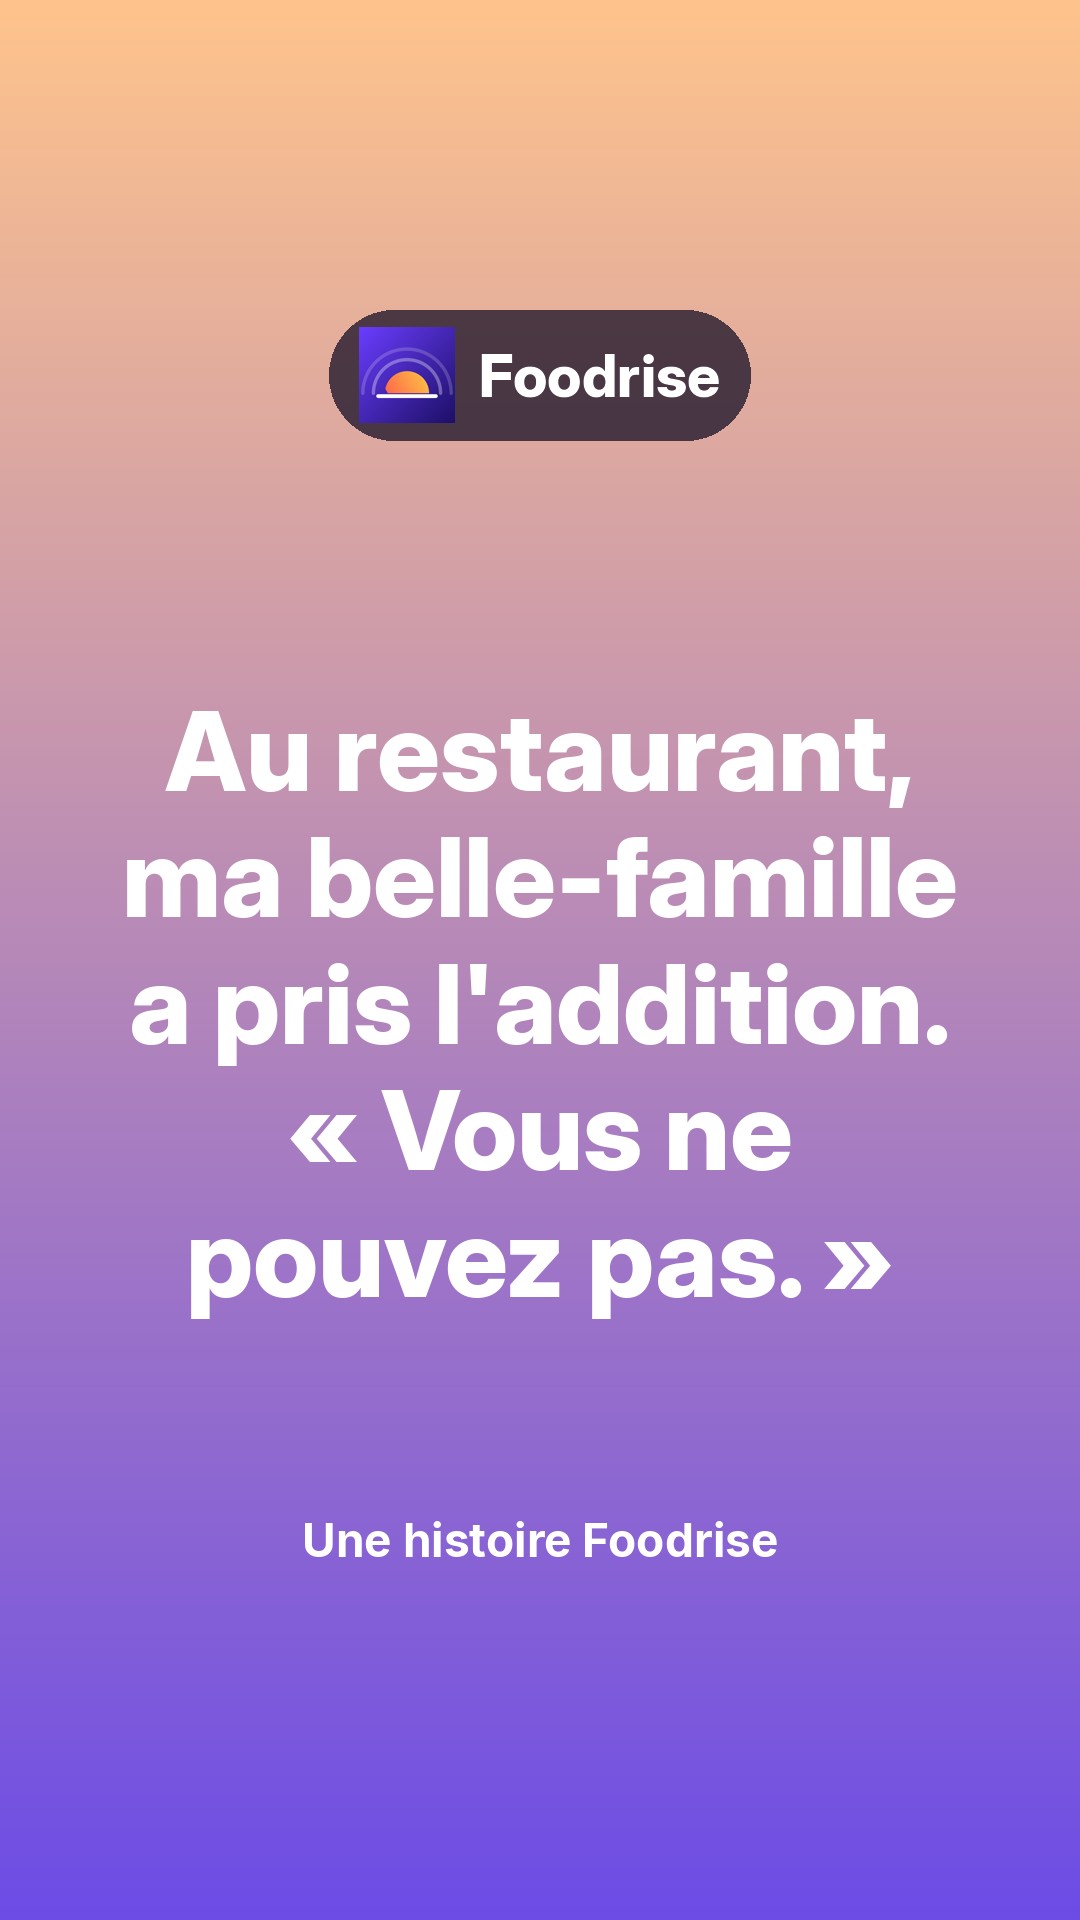 Foodrise
Au restaurant,
ma belle-famille
a pris l'addition.
« Vous ne
pouvez pas. »
Une histoire Foodrise